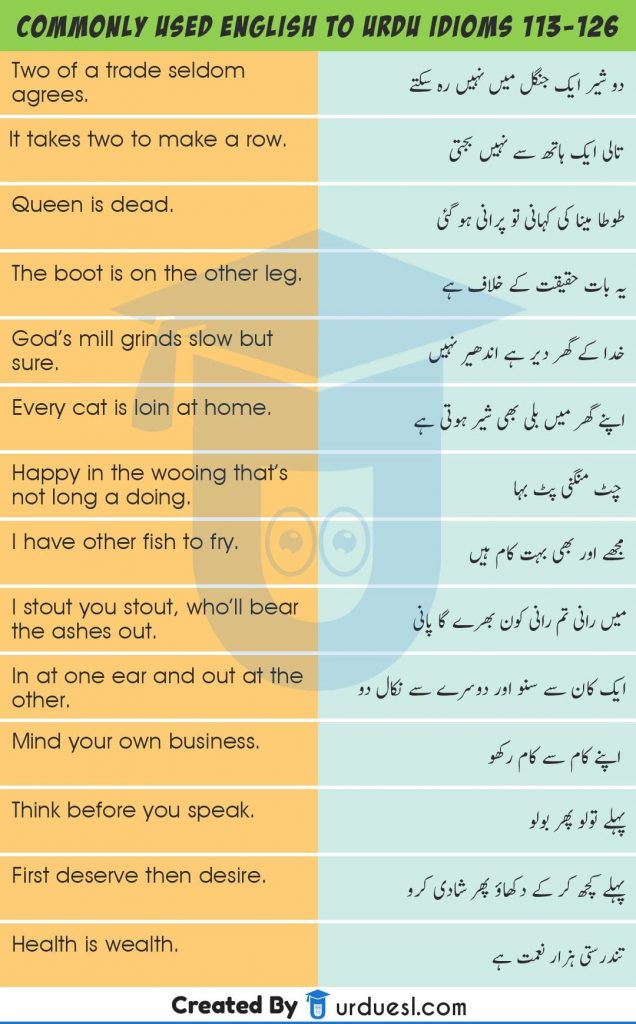 COMMONLY USED ENGLISH TO URDU IDIOMS 113-126
Two of a trade seldom
agrees.
دو شیر ایک جنگل میں نہیں رہ سکتے
It takes two to make a row.
تالی ایک ہاتھ سے نہیں بجتی
Queen is dead.
طوطا مینا کی کہانی تو پرانی ہو گئی
The boot is on the other leg.
یہ بات حقیقت کے خلاف ہے
God's mill grinds slow but
sure.
خدا کے گھر دیر ہے اندھیر نہیں
Every cat is loin at home.
اپنے گھر میں بلی بھی شیر ہوتی ہے
Happy in the wooing that's
not long a doing.
چٹ منگنی پٹ بہا
I have other fish to fry.
مجھے اور بھی بہت کام ہیں
I stout you stout, who'll bear
the ashes out.
میں رانی تم رانی کون بھرے گا پانی
In at one ear and out at the
other.
ایک کان سے سنو اور دوسرے سے نکال دو
Mind your own business.
اپنے کام سے کام رکھو
Think before you speak.
پہلے تولو پھر بولو
First deserve then desire.
پہلے کچھ کر کے دکھاؤ پھر شادی کرو
Health is wealth.
تندرستی ہزار نعمت ہے
Created By urduesl.com